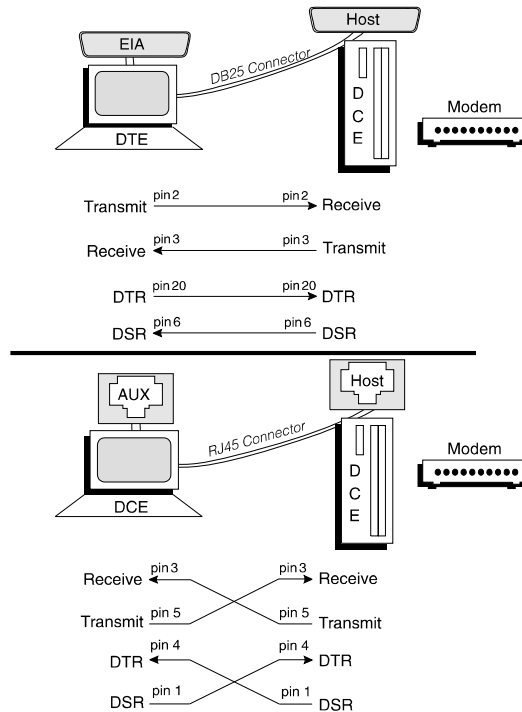 EIA
Host
DB25 Connector
D
C
E
Modem
DTE
Transmit pin 2 pin 2 Receive
Receive pin 3 pin 3 Transmit
DTR pin 20 pin 20 DTR
DSR pin 6 pin 6 DSR
AUX
Host
RJ45 Connector
D
C
E
Modem
DCE
Receive pin 3 pin 3 Receive
Transmit pin 5 pin 5 Transmit
DTR pin 4 pin 4 DTR
DSR pin 1 pin 1 DSR